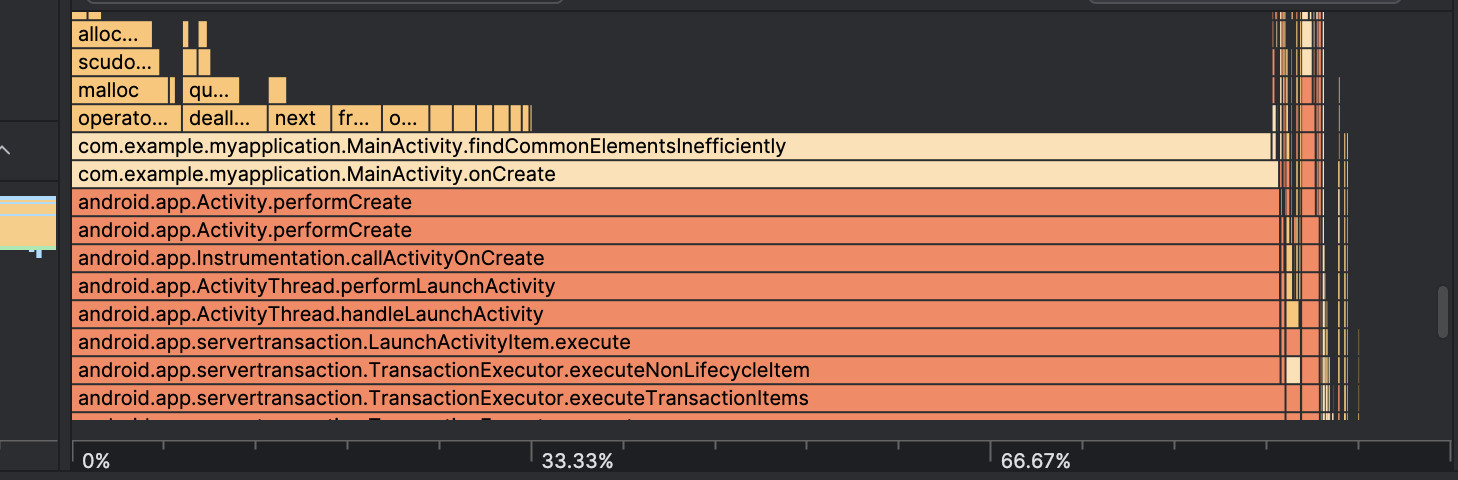 alloc...
scudo...
malloc qu...
operato... deall... next fr... o...
com.example.myapplication.MainActivity.findCommonElementsInefficiently
com.example.myapplication.MainActivity.onCreate
android.app.Activity.performCreate
android.app.Activity.performCreate
android.app.Instrumentation.callActivityOnCreate
android.app.ActivityThread.performLaunchActivity
android.app.ActivityThread.handleLaunchActivity
android.app.servertransaction.LaunchActivityItem.execute
android.app.servertransaction.TransactionExecutor.executeNonLifecycleItem
android.app.servertransaction.TransactionExecutor.executeTransactionItems
0% 33.33% 66.67%